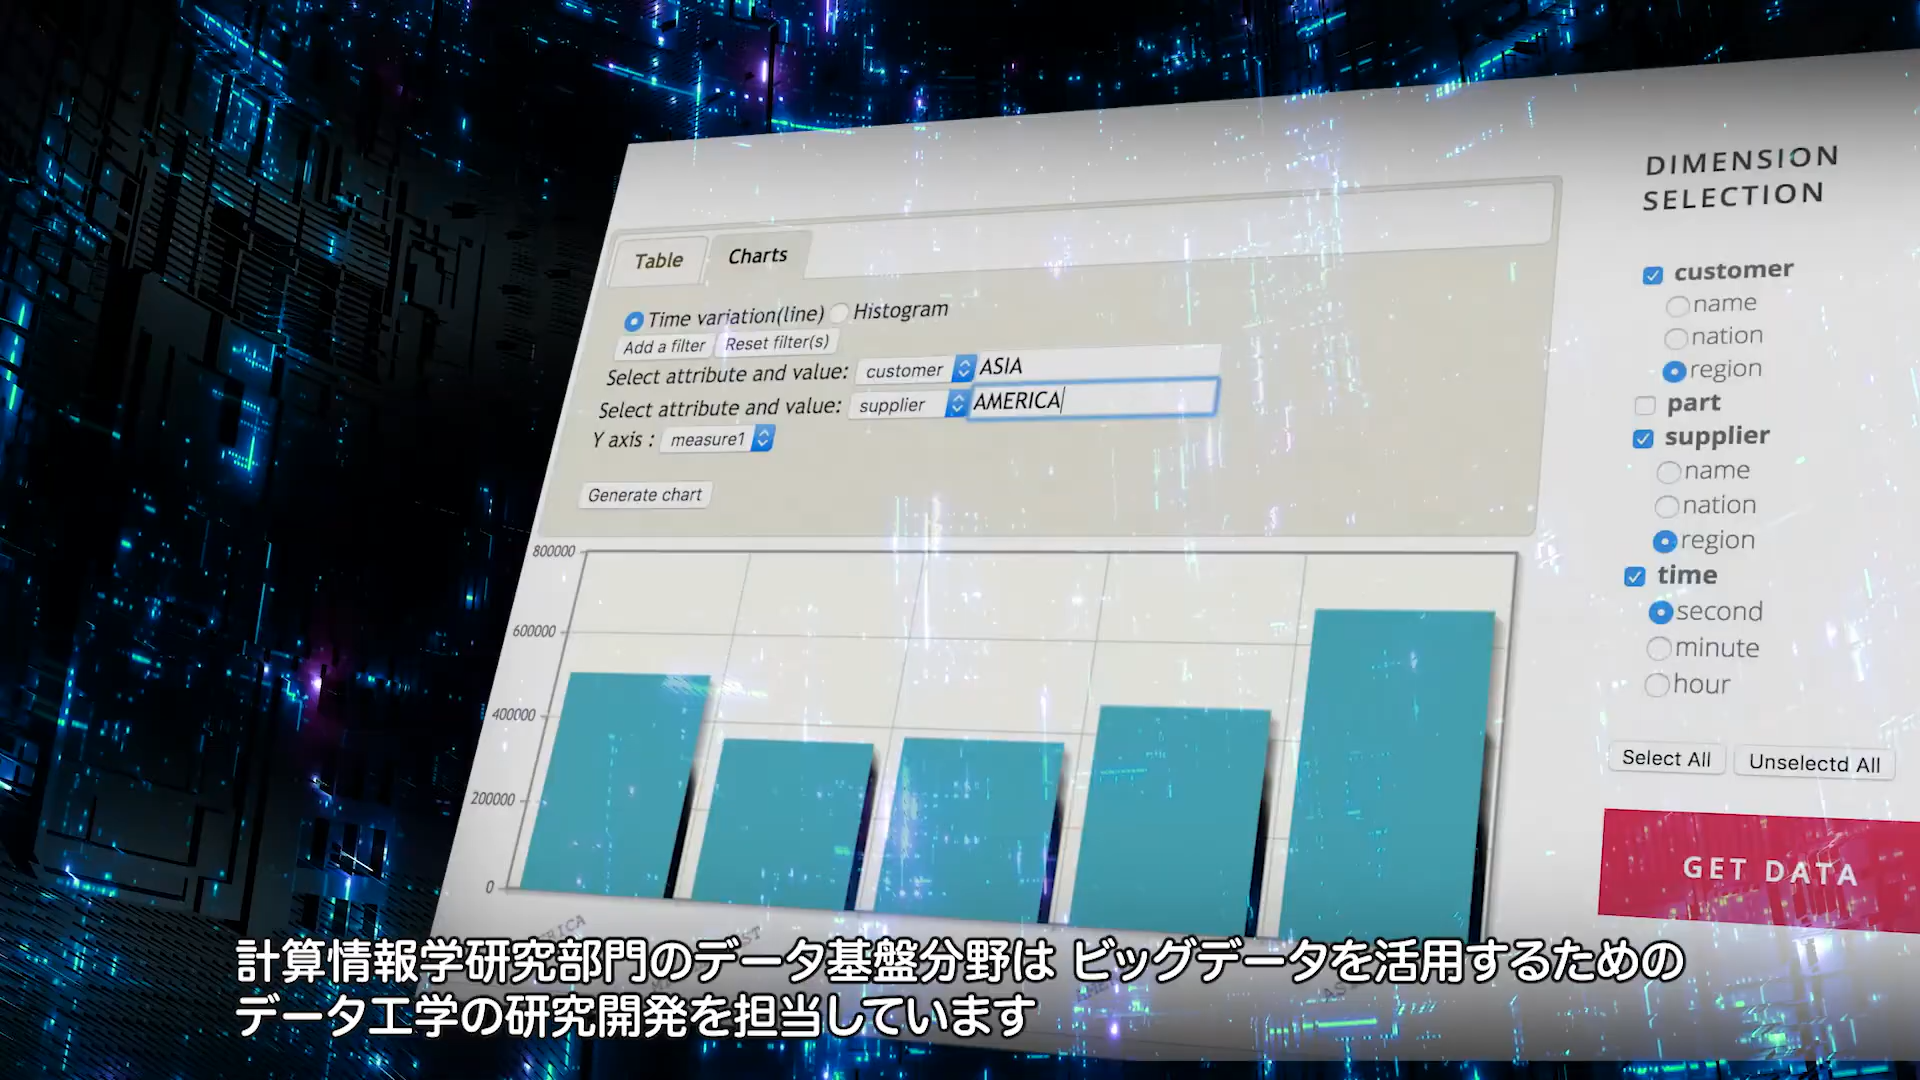 DIMENSION
SELECTION
Table
Charts
Time variation(line)
Histogram
Add a filter
Reset filter(s)
Select attribute and value:
customer
ASIA
Select attribute and value:
supplier
AMERICA
Y axis :
measure1
Generate chart
customer
name
nation
region
part
supplier
name
nation
region
time
second
minute
hour
Select All
Unselectd All
GET DATA
800000
600000
400000
200000
0
計算情報学研究部門のデータ基盤分野は ビッグデータを活用するための
データ工学の研究開発を担当しています